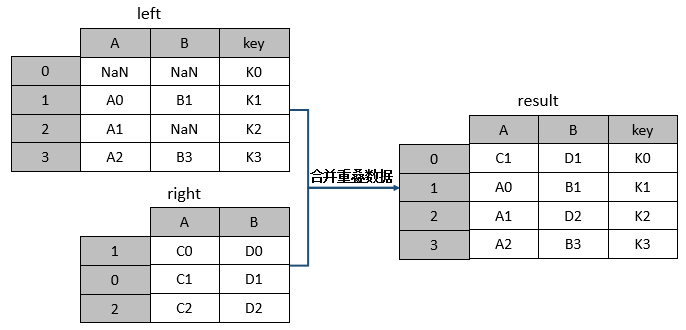 left
A B key
0 NaN NaN K0
1 A0 B1 K1
2 A1 NaN K2
3 A2 B3 K3
right
A B
1 C0 D0
0 C1 D1
2 C2 D2
合并重叠数据
result
A B key
0 C1 D1 K0
1 A0 B1 K1
2 A1 D2 K2
3 A2 B3 K3